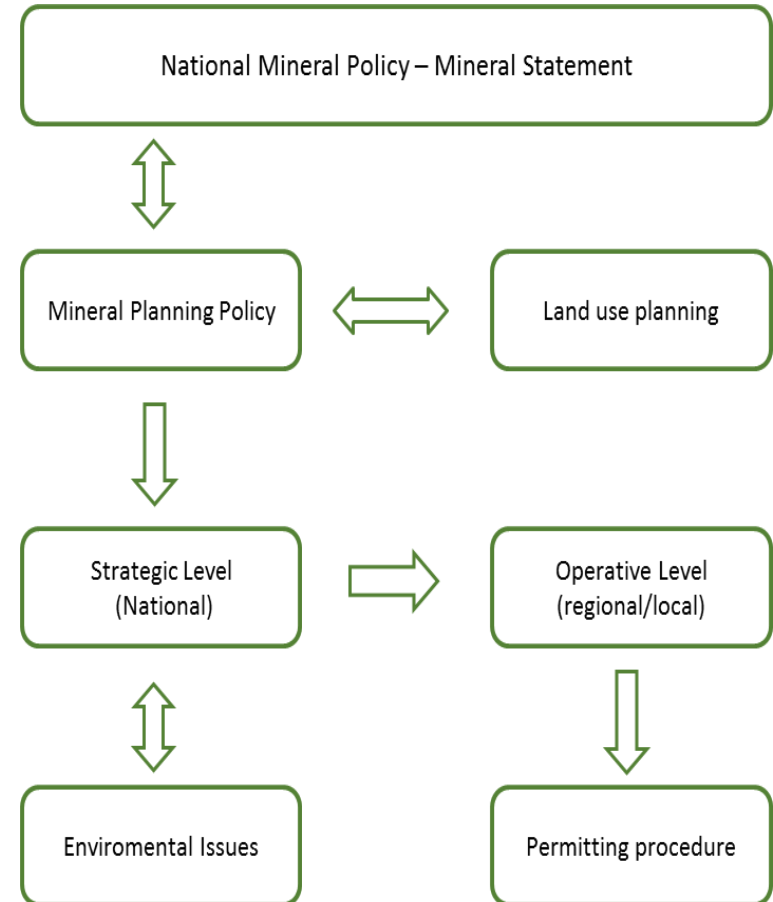 National Mineral Policy – Mineral Statement
Mineral Planning Policy
Land use planning
Strategic Level
(National)
Operative Level
(regional/local)
Enviromental Issues
Permitting procedure